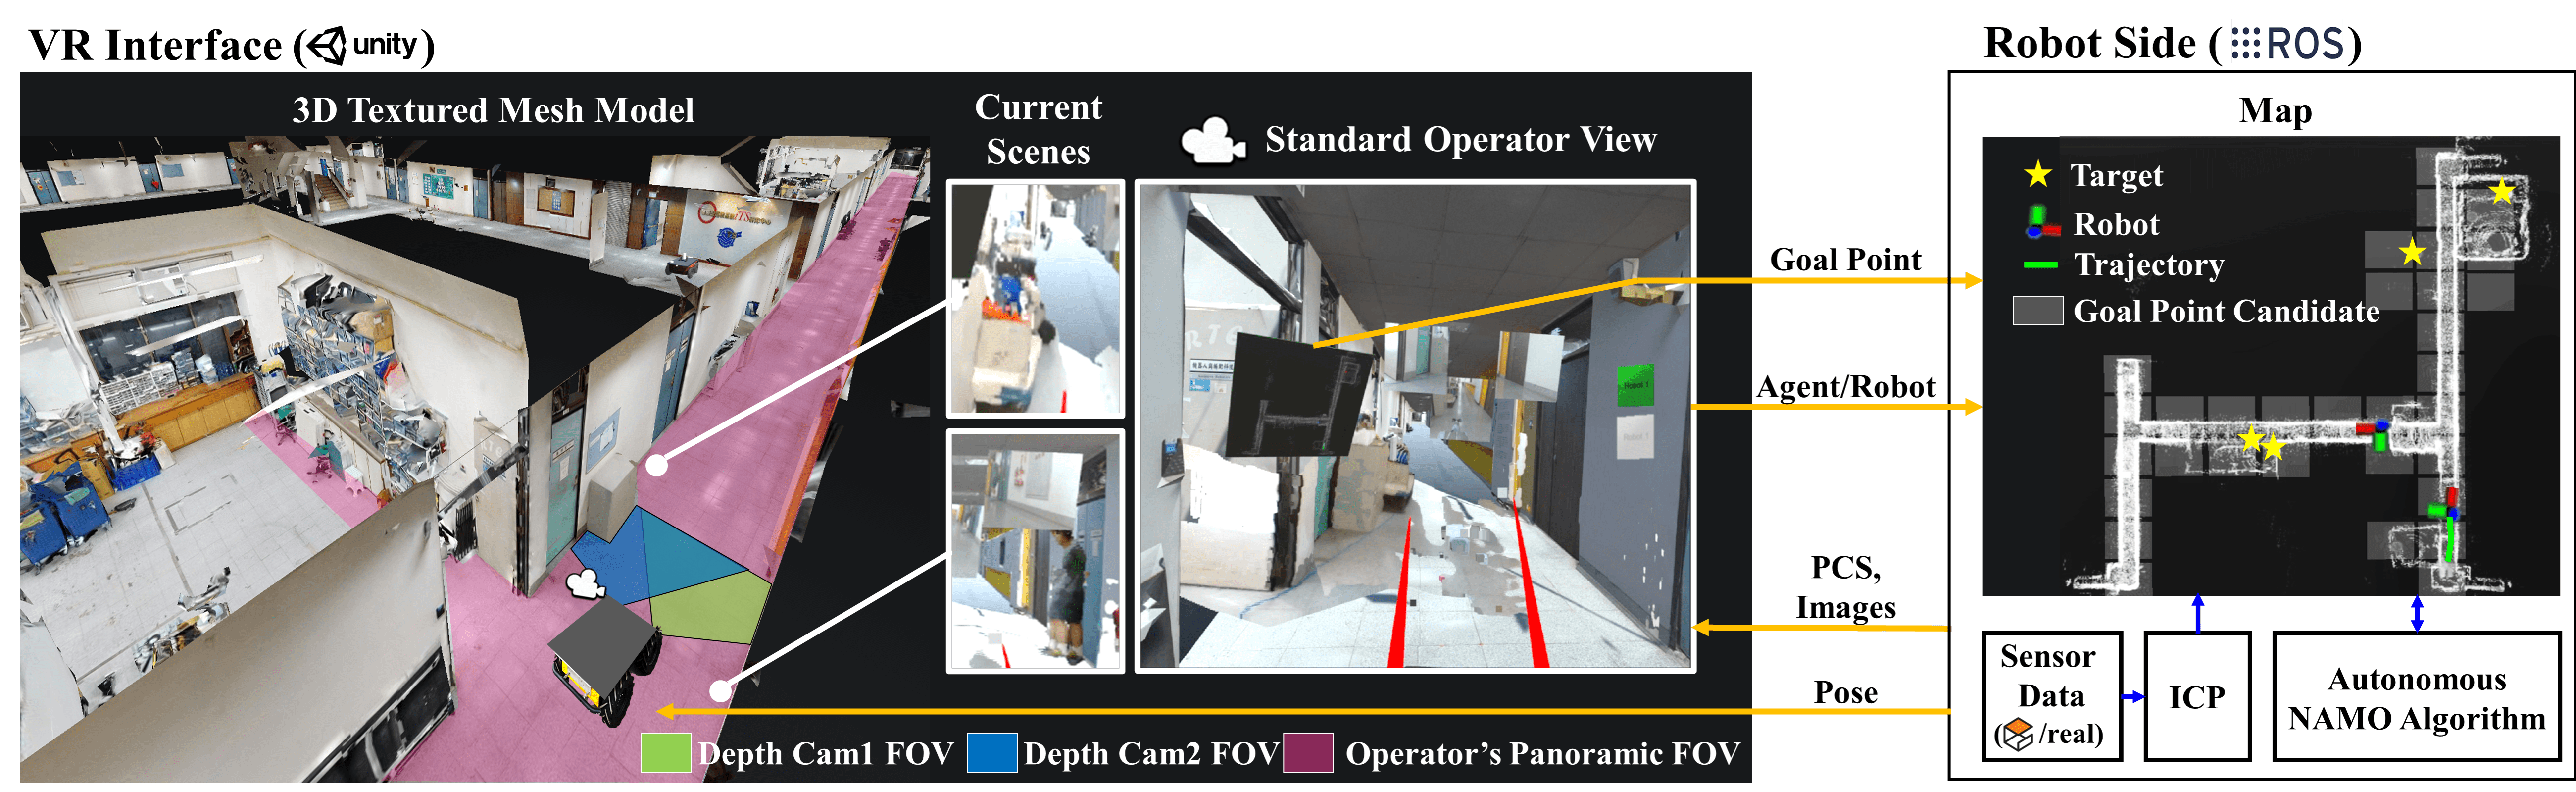 VR Interface (unity)
3D Textured Mesh Model
Current
Scenes
Standard Operator View
Robot 1
Robot 1
Depth Cam1 FOV
Depth Cam2 FOV
Operator’s Panoramic FOV
Goal Point
Agent/Robot
PCS,
Images
Pose
Robot Side (ROS)
Map
Target
Robot
Trajectory
Goal Point Candidate
Sensor
Data
(/real)
ICP
Autonomous
NAMO Algorithm